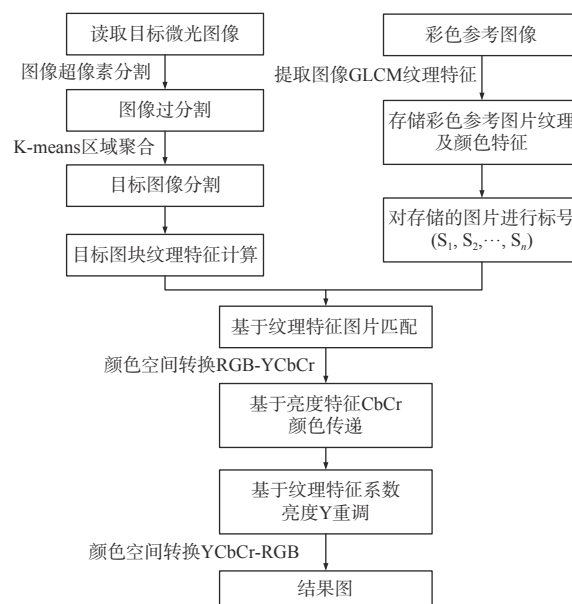 读取目标微光图像
图像超像素分割
图像过分割
K-means区域聚合
目标图像分割
目标图块纹理特征计算
彩色参考图像
提取图像GLCM纹理特征
存储彩色参考图片纹理
及颜色特征
对存储的图片进行标号
(S₁, S₂,⋯, Sₙ)
基于纹理特征图片匹配
颜色空间转换RGB-YCbCr
基于亮度特征CbCr
颜色传递
基于纹理特征系数
亮度Y重调
颜色空间转换YCbCr-RGB
结果图